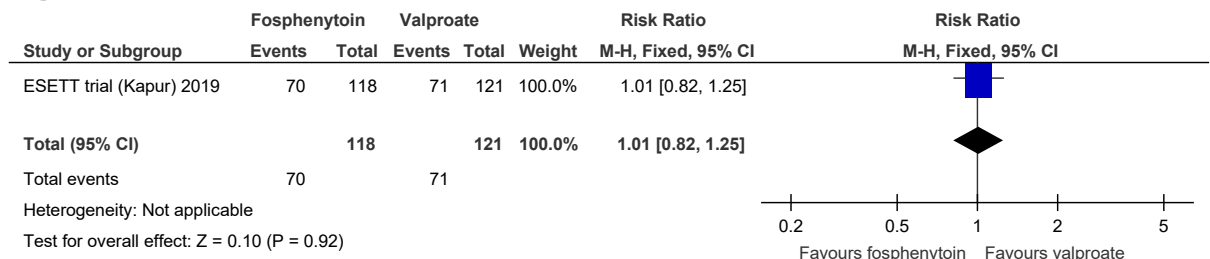 Fosphenytoin Valproate Risk Ratio Risk Ratio
Study or Subgroup Events Total Events Total Weight M-H, Fixed, 95% CI M-H, Fixed, 95% CI
ESETT trial (Kapur) 2019 70 118 71 121 100.0% 1.01 [0.82, 1.25]
Total (95% CI) 118 121 100.0% 1.01 [0.82, 1.25]
Total events 70 71
Heterogeneity: Not applicable
Test for overall effect: Z = 0.10 (P = 0.92)
0.2 0.5 1 2 5
Favours fosphenytoin Favours valproate